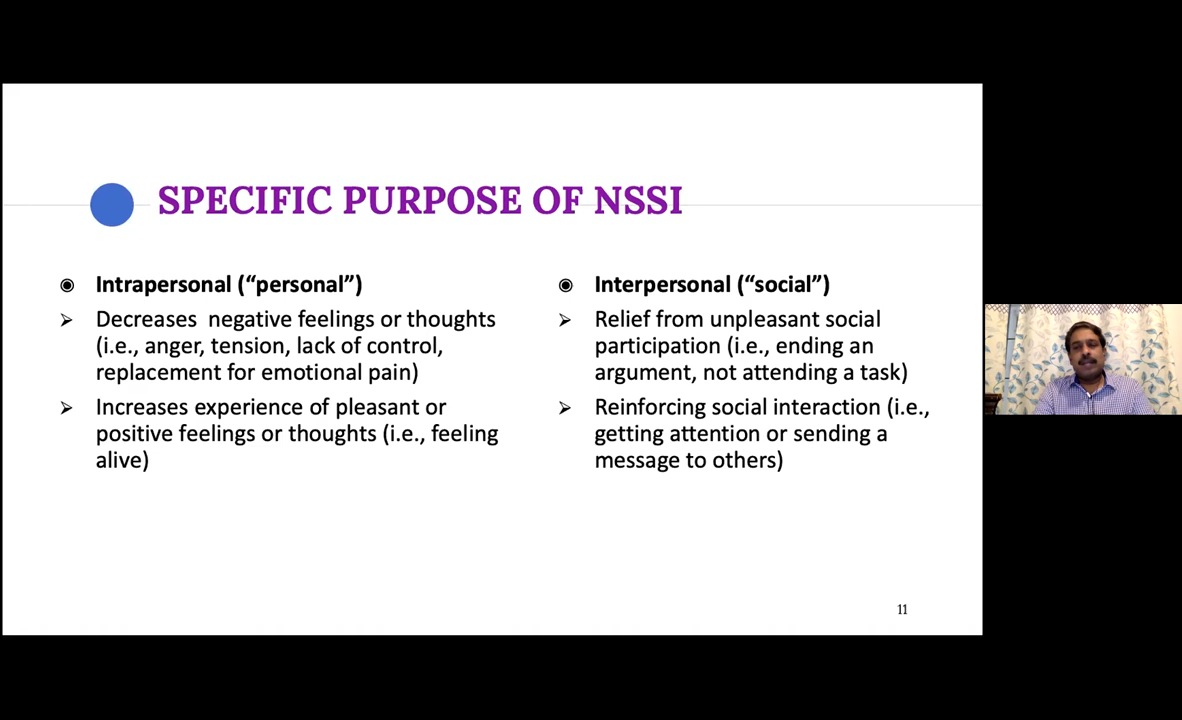 SPECIFIC PURPOSE OF NSSI
Intrapersonal (“personal”)
Decreases  negative feelings or thoughts
(i.e., anger, tension, lack of control,
replacement for emotional pain)
Increases experience of pleasant or
positive feelings or thoughts (i.e., feeling
alive)
Interpersonal (“social”)
Relief from unpleasant social
participation (i.e., ending an
argument, not attending a task)
Reinforcing social interaction (i.e.,
getting attention or sending a
message to others)
11